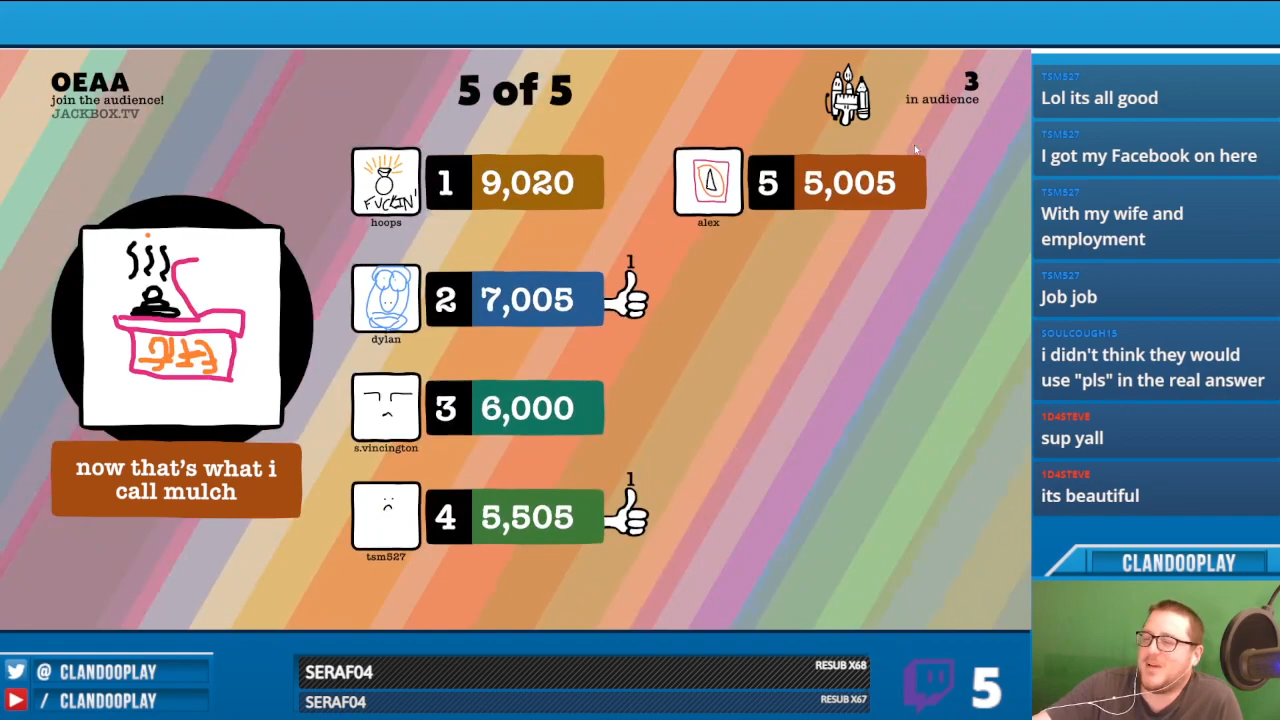 OEAA
join the audience!
JACKBOX.TV
5 of 5
3
in audience
FUCKIN'
hoops
1 9,020
alex
5 5,005
dylan
2 7,005
1
s.vincington
3 6,000
tsm527
4 5,505
1
now that's what i
call mulch
TSM527
Lol its all good
TSM527
I got my Facebook on here
TSM527
With my wife and
employment
TSM527
Job job
SOULCOUGH15
i didn't think they would
use "pls" in the real answer
1D4STEVE
sup yall
1D4STEVE
its beautiful
CLANDOOPLAY
@ CLANDOOPLAY
/ CLANDOOPLAY
SERAF04 RESUB X68
SERAF04 RESUB X67
5